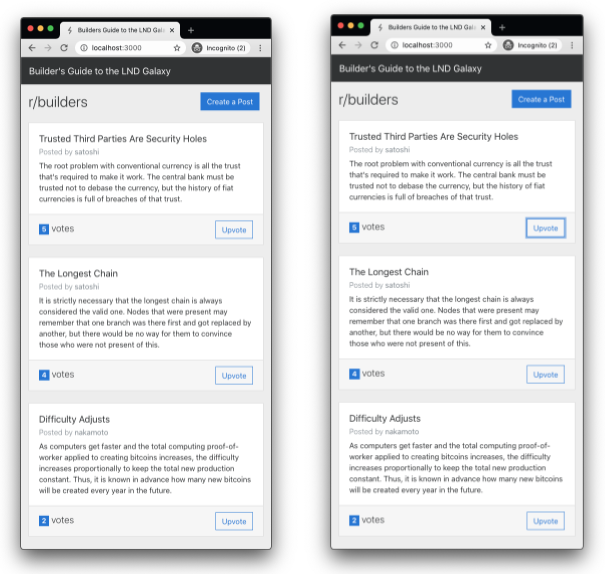 Builders Guide to the LND Gala
localhost:3000
Incognito (2)
Builder's Guide to the LND Galaxy
r/builders
Create a Post
Trusted Third Parties Are Security Holes
Posted by satoshi
The root problem with conventional currency is all the trust
that's required to make it work. The central bank must be
trusted not to debase the currency, but the history of fiat
currencies is full of breaches of that trust.
5 votes
Upvote
The Longest Chain
Posted by satoshi
It is strictly necessary that the longest chain is always
considered the valid one. Nodes that were present may
remember that one branch was there first and got replaced by
another, but there would be no way for them to convince
those who were not present of this.
4 votes
Upvote
Difficulty Adjusts
Posted by nakamoto
As computers get faster and the total computing proof-of-
worker applied to creating bitcoins increases, the difficulty
increases proportionally to keep the total new production
constant. Thus, it is known in advance how many new bitcoins
will be created every year in the future.
2 votes
Upvote
Builders Guide to the LND Gala
localhost:3000
Incognito (2)
Builder's Guide to the LND Galaxy
r/builders
Create a Post
Trusted Third Parties Are Security Holes
Posted by satoshi
The root problem with conventional currency is all the trust
that's required to make it work. The central bank must be
trusted not to debase the currency, but the history of fiat
currencies is full of breaches of that trust.
5 votes
Upvote
The Longest Chain
Posted by satoshi
It is strictly necessary that the longest chain is always
considered the valid one. Nodes that were present may
remember that one branch was there first and got replaced by
another, but there would be no way for them to convince
those who were not present of this.
4 votes
Upvote
Difficulty Adjusts
Posted by nakamoto
As computers get faster and the total computing proof-of-
worker applied to creating bitcoins increases, the difficulty
increases proportionally to keep the total new production
constant. Thus, it is known in advance how many new bitcoins
will be created every year in the future.
2 votes
Upvote